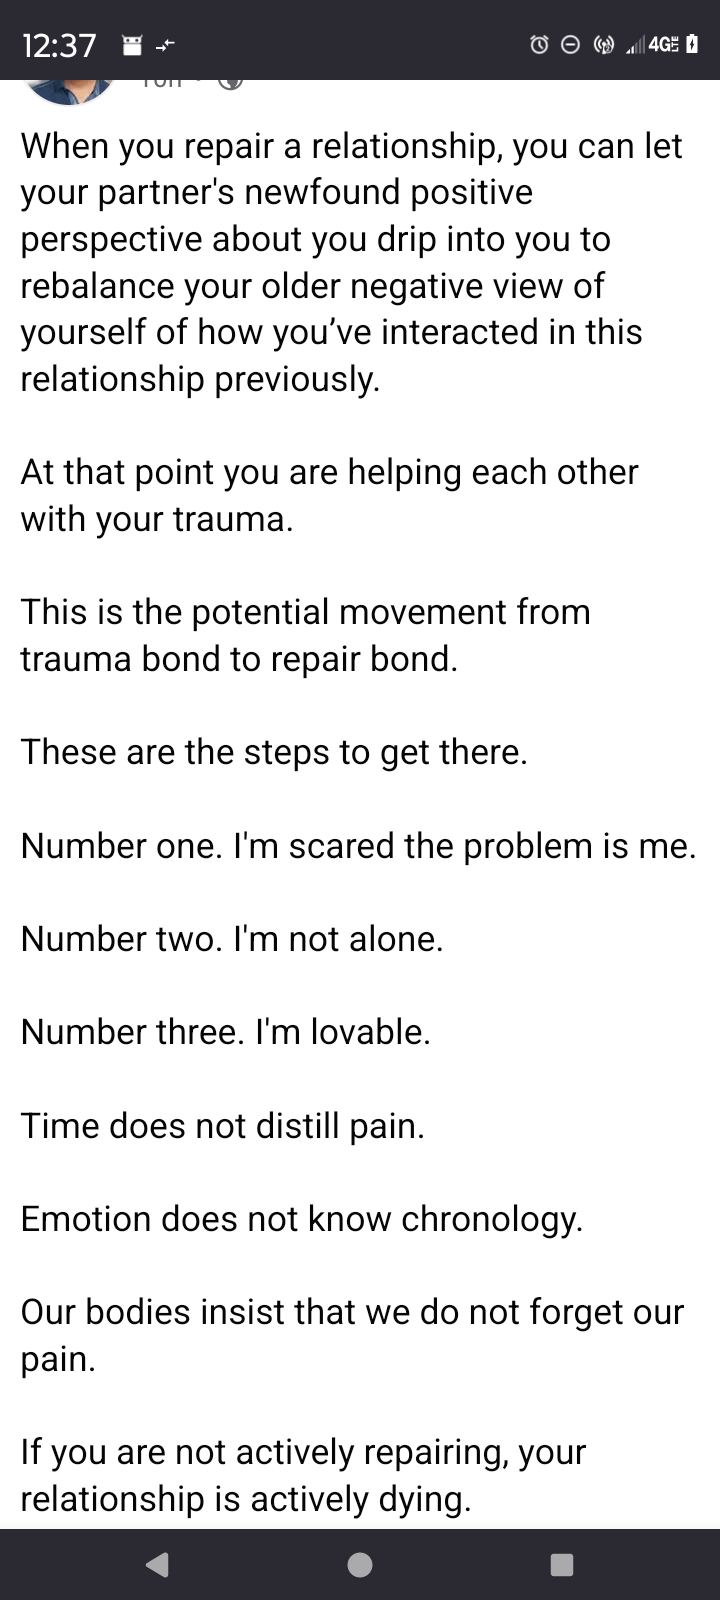 12:37
4GE
When you repair a relationship, you can let
your partner's newfound positive
perspective about you drip into you to
rebalance your older negative view of
yourself of how you’ve interacted in this
relationship previously.
At that point you are helping each other
with your trauma.
This is the potential movement from
trauma bond to repair bond.
These are the steps to get there.
Number one. I'm scared the problem is me.
Number two. I'm not alone.
Number three. I'm lovable.
Time does not distill pain.
Emotion does not know chronology.
Our bodies insist that we do not forget our
pain.
If you are not actively repairing, your
relationship is actively dying.